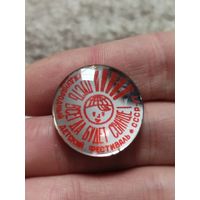 ПУСТЬ ВСЕГДА БУДЕТ СОЛНЦЕ!
ДЕТСКИЙ ФЕСТИВАЛЬ
СССР